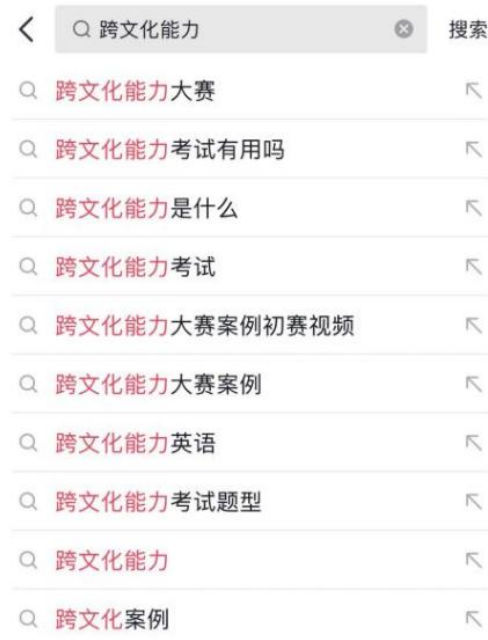 跨文化能力 搜索
跨文化能力大赛
跨文化能力考试有用吗
跨文化能力是什么
跨文化能力考试
跨文化能力大赛案例初赛视频
跨文化能力大赛案例
跨文化能力英语
跨文化能力考试题型
跨文化能力
跨文化案例